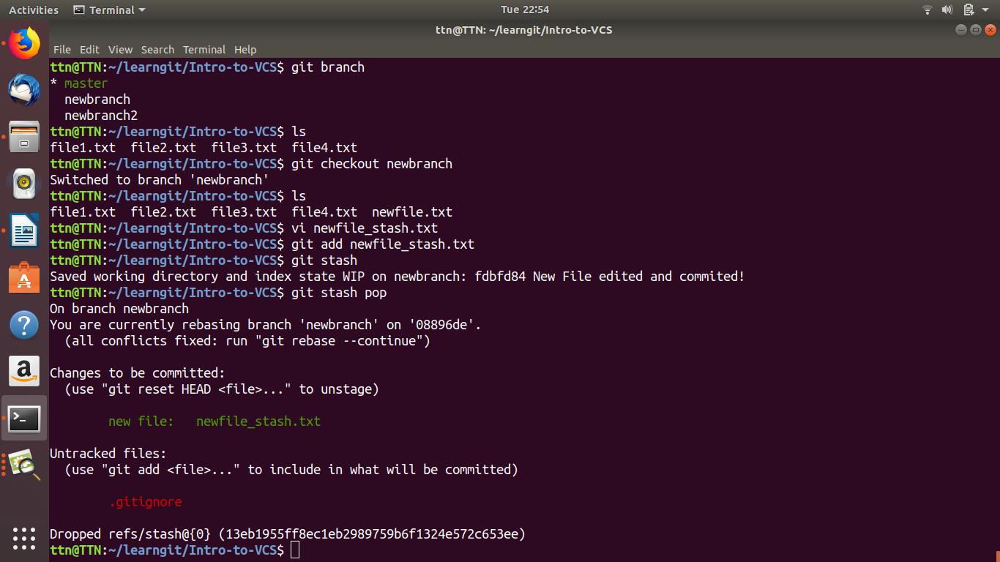 Activities Terminal Tue 22:54
ttn@TTN: ~/learngit/Intro-to-VCS
File Edit View Search Terminal Help
ttn@TTN:~/learngit/Intro-to-VCS$ git branch
* master
  newbranch
  newbranch2
ttn@TTN:~/learngit/Intro-to-VCS$ ls
file1.txt  file2.txt  file3.txt  file4.txt
ttn@TTN:~/learngit/Intro-to-VCS$ git checkout newbranch
Switched to branch 'newbranch'
ttn@TTN:~/learngit/Intro-to-VCS$ ls
file1.txt  file2.txt  file3.txt  file4.txt  newfile.txt
ttn@TTN:~/learngit/Intro-to-VCS$ vi newfile_stash.txt
ttn@TTN:~/learngit/Intro-to-VCS$ git add newfile_stash.txt
ttn@TTN:~/learngit/Intro-to-VCS$ git stash
Saved working directory and index state WIP on newbranch: fdbfd84 New File edited and commited!
ttn@TTN:~/learngit/Intro-to-VCS$ git stash pop
On branch newbranch
You are currently rebasing branch 'newbranch' on '08896de'.
  (all conflicts fixed: run "git rebase --continue")
Changes to be committed:
  (use "git reset HEAD <file>..." to unstage)
        new file:   newfile_stash.txt
Untracked files:
  (use "git add <file>..." to include in what will be committed)
        .gitignore
Dropped refs/stash@{0} (13eb1955ff8ec1eb2989759b6f1324e572c653ee)
ttn@TTN:~/learngit/Intro-to-VCS$